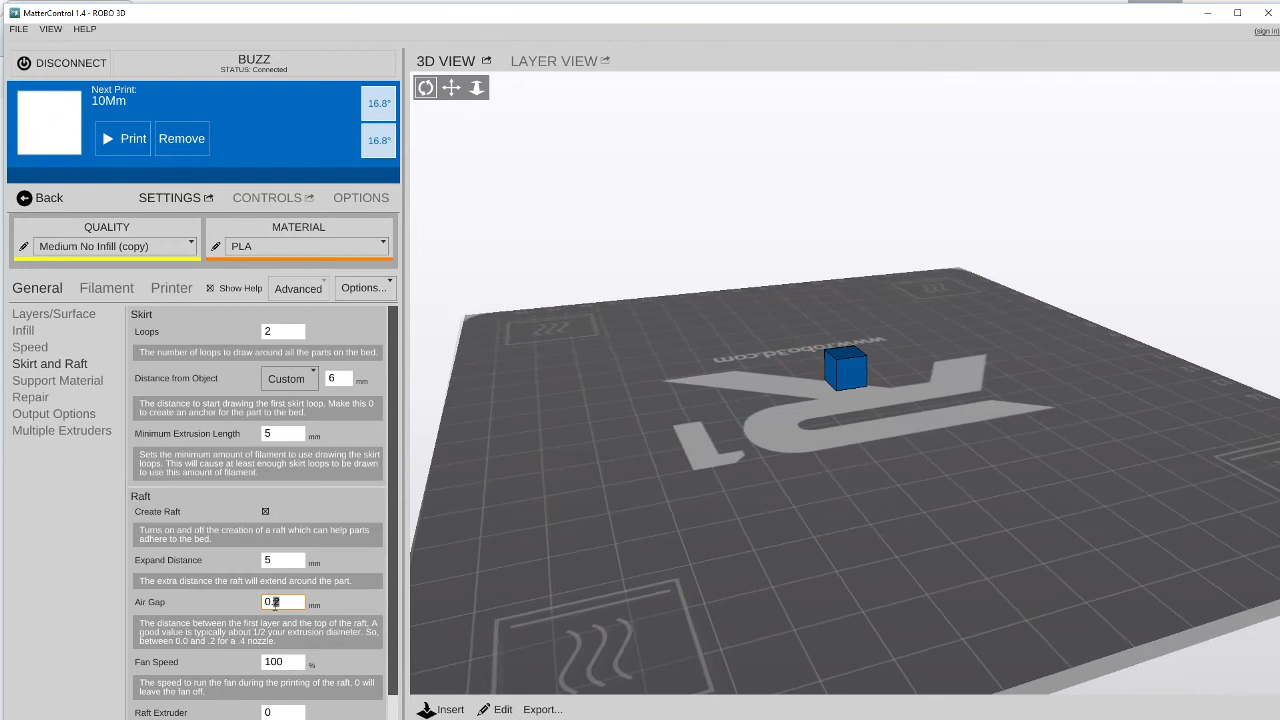 MatterControl 1.4 - ROBO 3D
FILE VIEW HELP
(sign in)
DISCONNECT
BUZZ
STATUS: Connected
Next Print:
10Mm
16.8°
Print Remove
16.8°
Back SETTINGS CONTROLS OPTIONS
QUALITY
Medium No Infill (copy)
MATERIAL
PLA
General Filament Printer Show Help Advanced Options...
Layers/Surface
Infill
Speed
Skirt and Raft
Support Material
Repair
Output Options
Multiple Extruders
Skirt
Loops 2
The number of loops to draw around all the parts on the bed.
Distance from Object Custom 6 mm
The distance to start drawing the first skirt loop. Make this 0
to create an anchor for the part to the bed.
Minimum Extrusion Length 5 mm
Sets the minimum amount of filament to use drawing the skirt
loops. This will cause at least enough skirt loops to be drawn
to use this amount of filament.
Raft
Create Raft
Turns on and off the creation of a raft which can help parts
adhere to the bed.
Expand Distance 5 mm
The extra distance the raft will extend around the part.
Air Gap mm
The distance between the first layer and the top of the raft. A
good value is typically about 1/2 your extrusion diameter. So,
between 0.0 and .2 for a .4 nozzle.
Fan Speed 100 %
The speed to run the fan during the printing of the raft. 0 will
leave the fan off.
Raft Extruder 0
3D VIEW LAYER VIEW
www.robo3d.com
R1
Insert Edit Export...